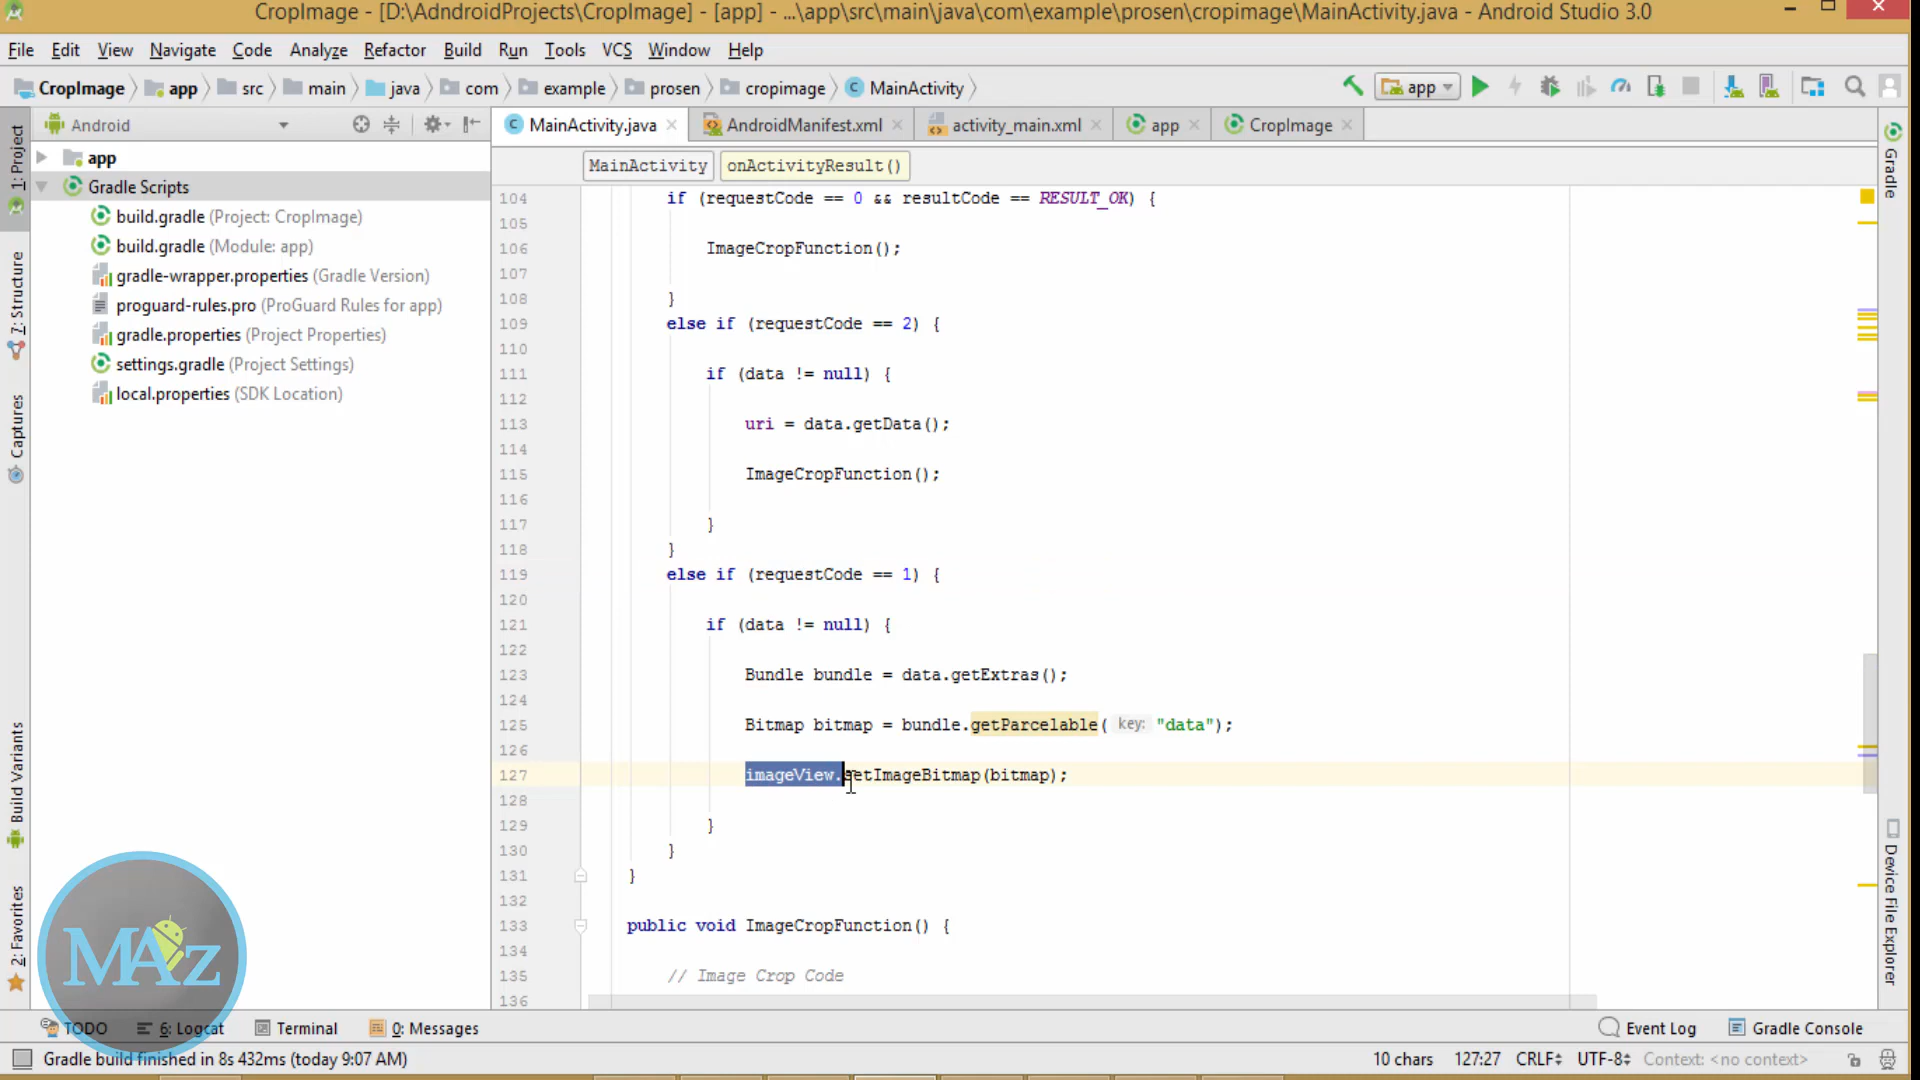 CropImage - [D:\AdndroidProjects\CropImage] - [app] - ...\app\src\main\java\com\example\prosen\cropimage\MainActivity.java - Android Studio 3.0
File Edit View Navigate Code Analyze Refactor Build Run Tools VCS Window Help
CropImage app src main java com example prosen cropimage MainActivity app
Android MainActivity.java AndroidManifest.xml activity_main.xml app CropImage
MainActivity onActivityResult()
1: Project
7: Structure
Captures
Build Variants
2: Favorites
app
Gradle Scripts
build.gradle (Project: CropImage)
build.gradle (Module: app)
gradle-wrapper.properties (Gradle Version)
proguard-rules.pro (ProGuard Rules for app)
gradle.properties (Project Properties)
settings.gradle (Project Settings)
local.properties (SDK Location)
104 if (requestCode == 0 && resultCode == RESULT_OK) {
105
106 ImageCropFunction();
107
108 }
109 else if (requestCode == 2) {
110
111 if (data != null) {
112
113 uri = data.getData();
114
115 ImageCropFunction();
116
117 }
118 }
119 else if (requestCode == 1) {
120
121 if (data != null) {
122
123 Bundle bundle = data.getExtras();
124
125 Bitmap bitmap = bundle.getParcelable( key: "data");
126
127 imageView.setImageBitmap(bitmap);
128
129 }
130 }
131 }
132
133 public void ImageCropFunction() {
134
135 // Image Crop Code
136
Gradle
Device File Explorer
MAz
TODO 6: Logcat Terminal 0: Messages Event Log Gradle Console
Gradle build finished in 8s 432ms (today 9:07 AM) 10 chars 127:27 CRLF UTF-8 Context: <no context>